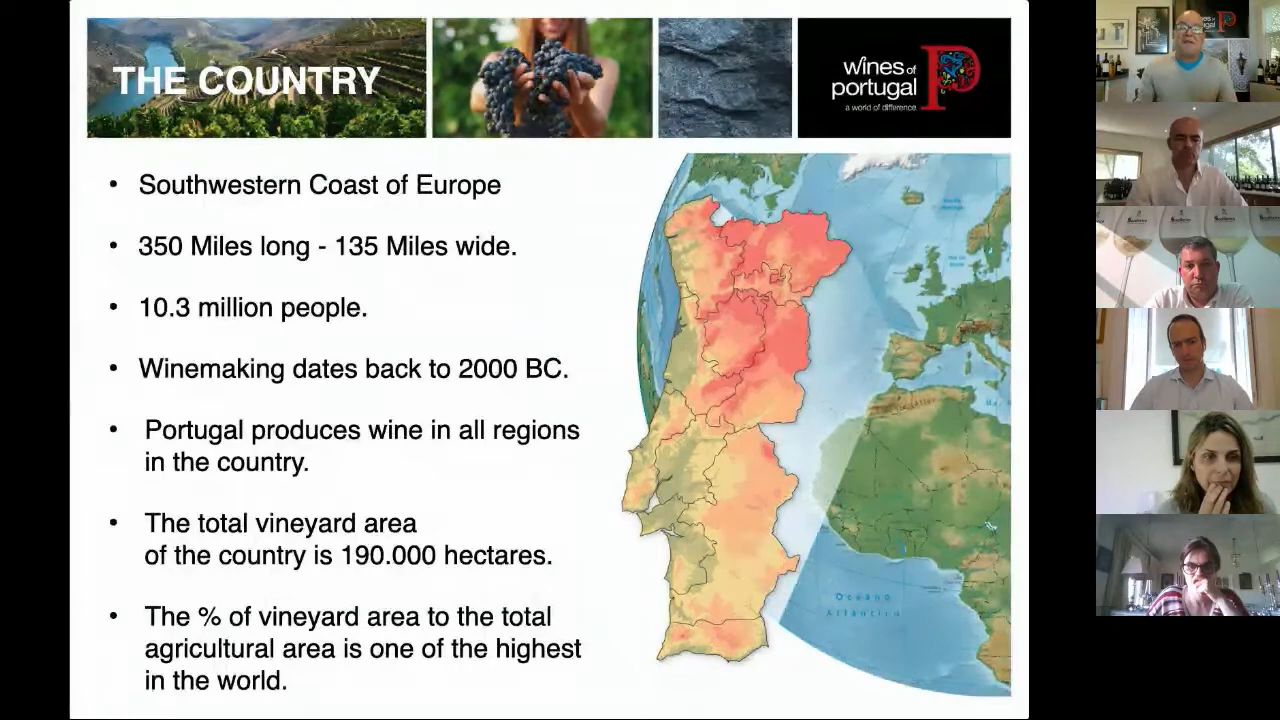 THE COUNTRY
wines of
portugal
a world of difference
P
• Southwestern Coast of Europe
• 350 Miles long - 135 Miles wide.
• 10.3 million people.
• Winemaking dates back to 2000 BC.
• Portugal produces wine in all regions
in the country.
• The total vineyard area
of the country is 190.000 hectares.
• The % of vineyard area to the total
agricultural area is one of the highest
in the world.
Oceano
Atlantico